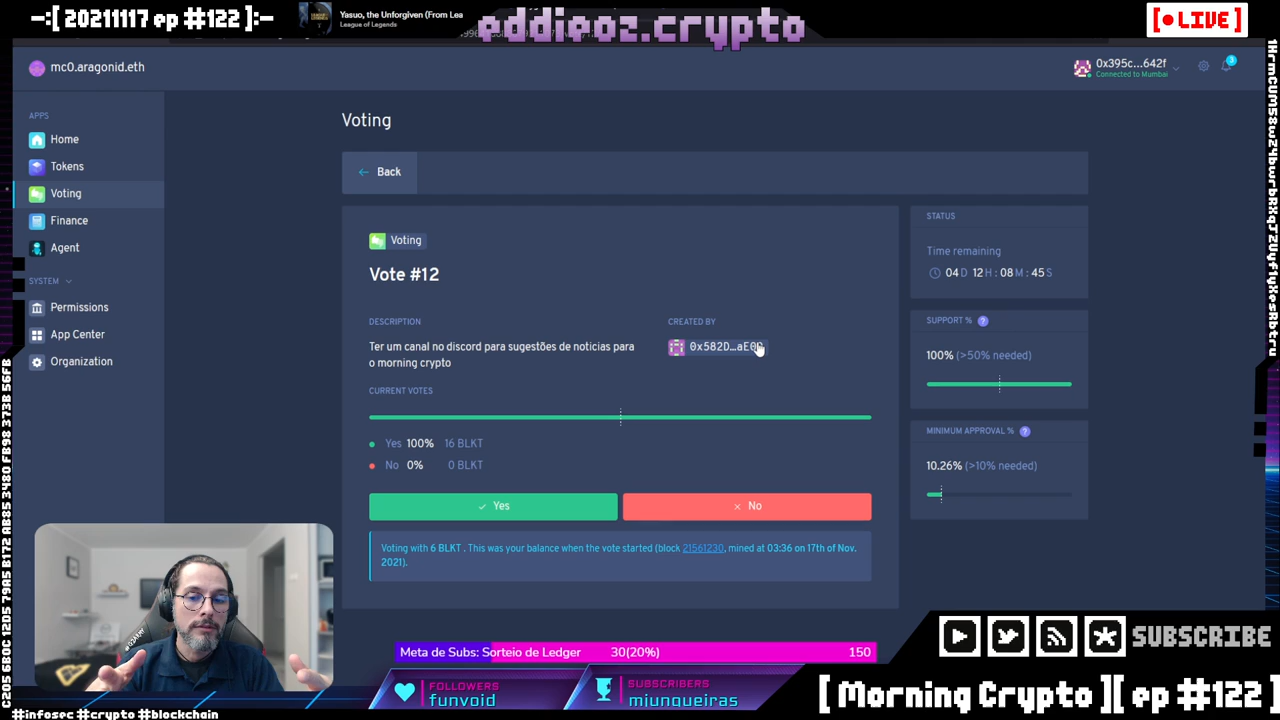 -:[ 20211117 ep #122 ]:-
Yasuo, the Unforgiven (From Lea
League of Legends
eddieoz.crypto
[●LIVE]
mc0.aragonid.eth
0x395c...642f
Connected to Mumbai
3
APPS
Home
Tokens
Voting
Finance
Agent
SYSTEM
Permissions
App Center
Organization
Voting
Back
Voting
Vote #12
DESCRIPTION
Ter um canal no discord para sugestões de noticias para
o morning crypto
CREATED BY
0x582D…aE0
CURRENT VOTES
Yes 100% 16 BLKT
No 0% 0 BLKT
Yes
No
Voting with 6 BLKT . This was your balance when the vote started (block 21561230, mined at 03:36 on 17th of Nov.
2021).
STATUS
Time remaining
04 D 12 H : 08 M : 45 S
SUPPORT % ?
100% (>50% needed)
MINIMUM APPROVAL % ?
10.26% (>10% needed)
Meta de Subs: Sorteio de Ledger 30(20%) 150
FOLLOWERS
funvoid
SUBSCRIBERS
mjunqueiras
SUBSCRIBE
[ Morning Crypto ][ ep #122 ]
#infosec #crypto #blockchain